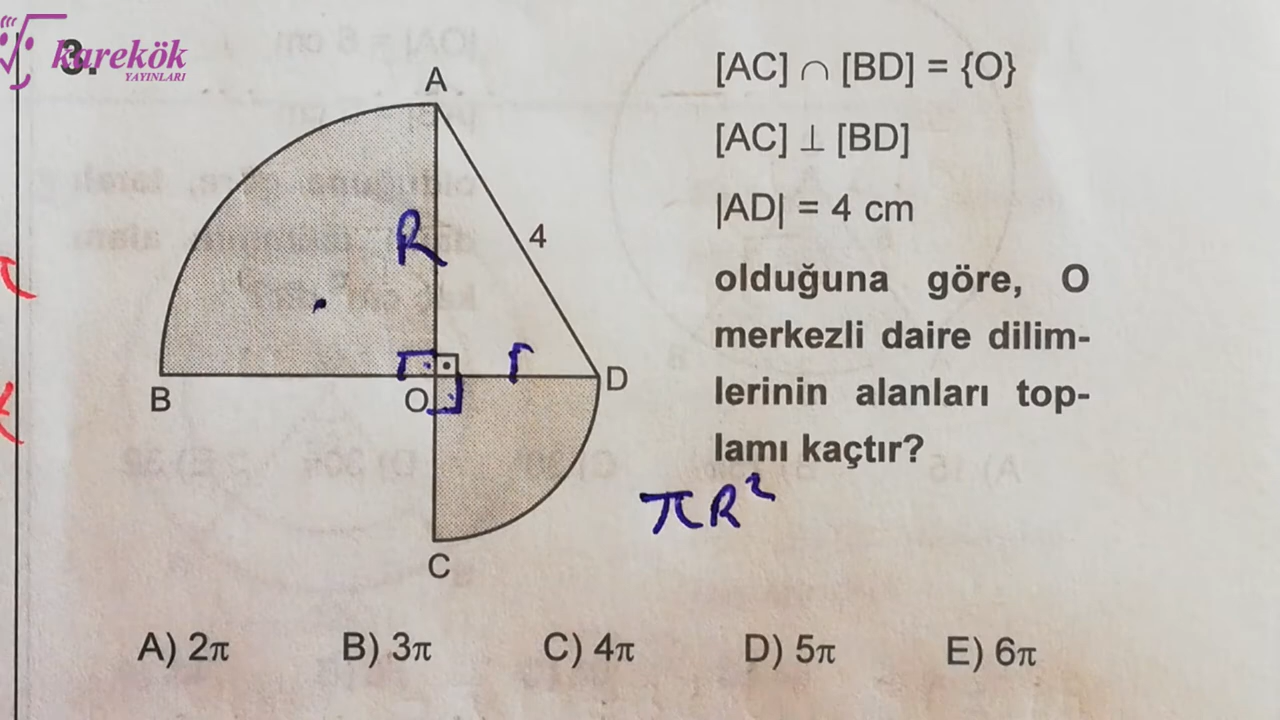 karekök
YAYINLARI
3.
A
B
O
C
D
4
R
r
[AC] ∩ [BD] = {O}
[AC] ⊥ [BD]
|AD| = 4 cm
olduğuna göre, O
merkezli daire dilim-
lerinin alanları top-
lamı kaçtır?
πR²
A) 2π B) 3π C) 4π D) 5π E) 6π